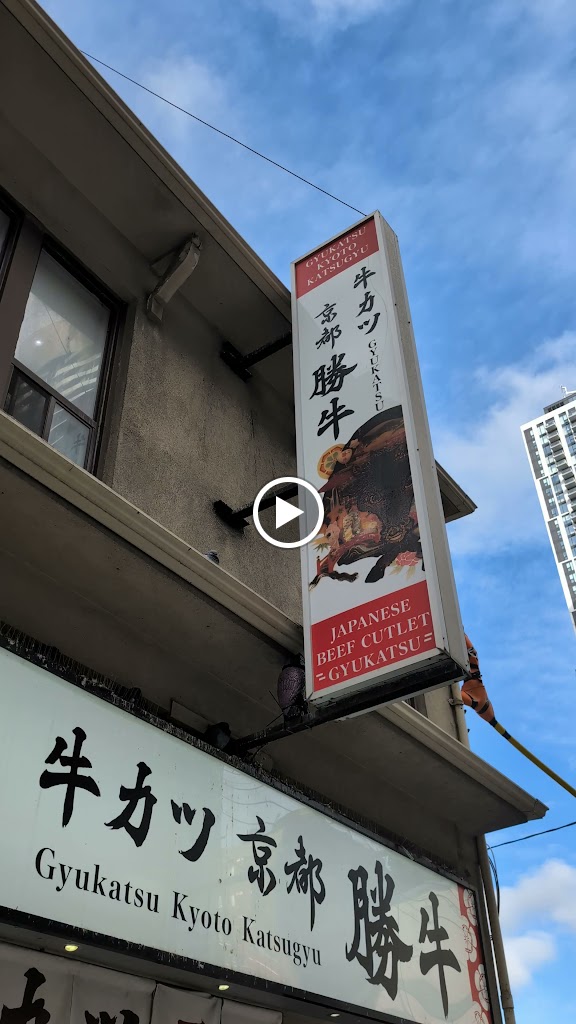 GYUKATSU
KYOTO
KATSUGYU
牛カツ
GYUKATSU
京都
勝牛
JAPANESE
BEEF CUTLET
=GYUKATSU=
牛カツ 京都 勝牛
Gyukatsu Kyoto Katsugyu